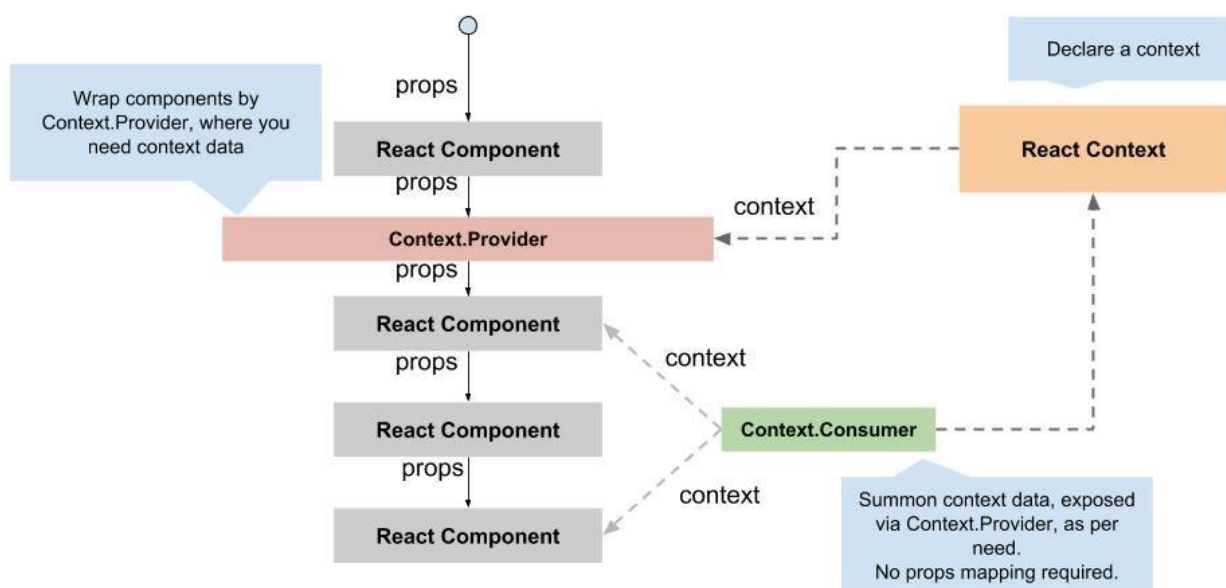 Declare a context
props
Wrap components by
Context.Provider, where you
need context data
React Component
React Context
props
context
Context.Provider
props
React Component
context
props
React Component
Context.Consumer
props
context
React Component
Summon context data, exposed
via Context.Provider, as per
need.
No props mapping required.